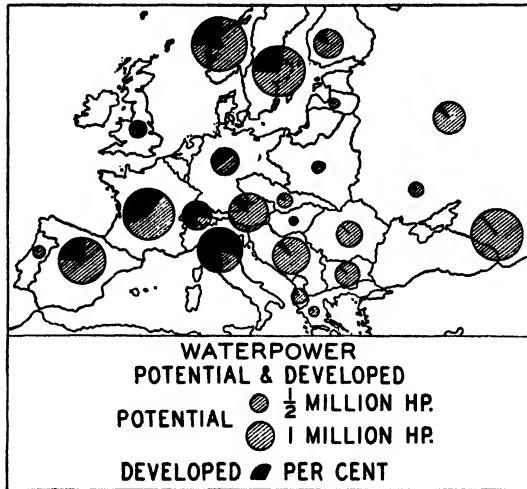 WATERPOWER
POTENTIAL & DEVELOPED
POTENTIAL
½ MILLION HP.
1 MILLION HP.
DEVELOPED PER CENT